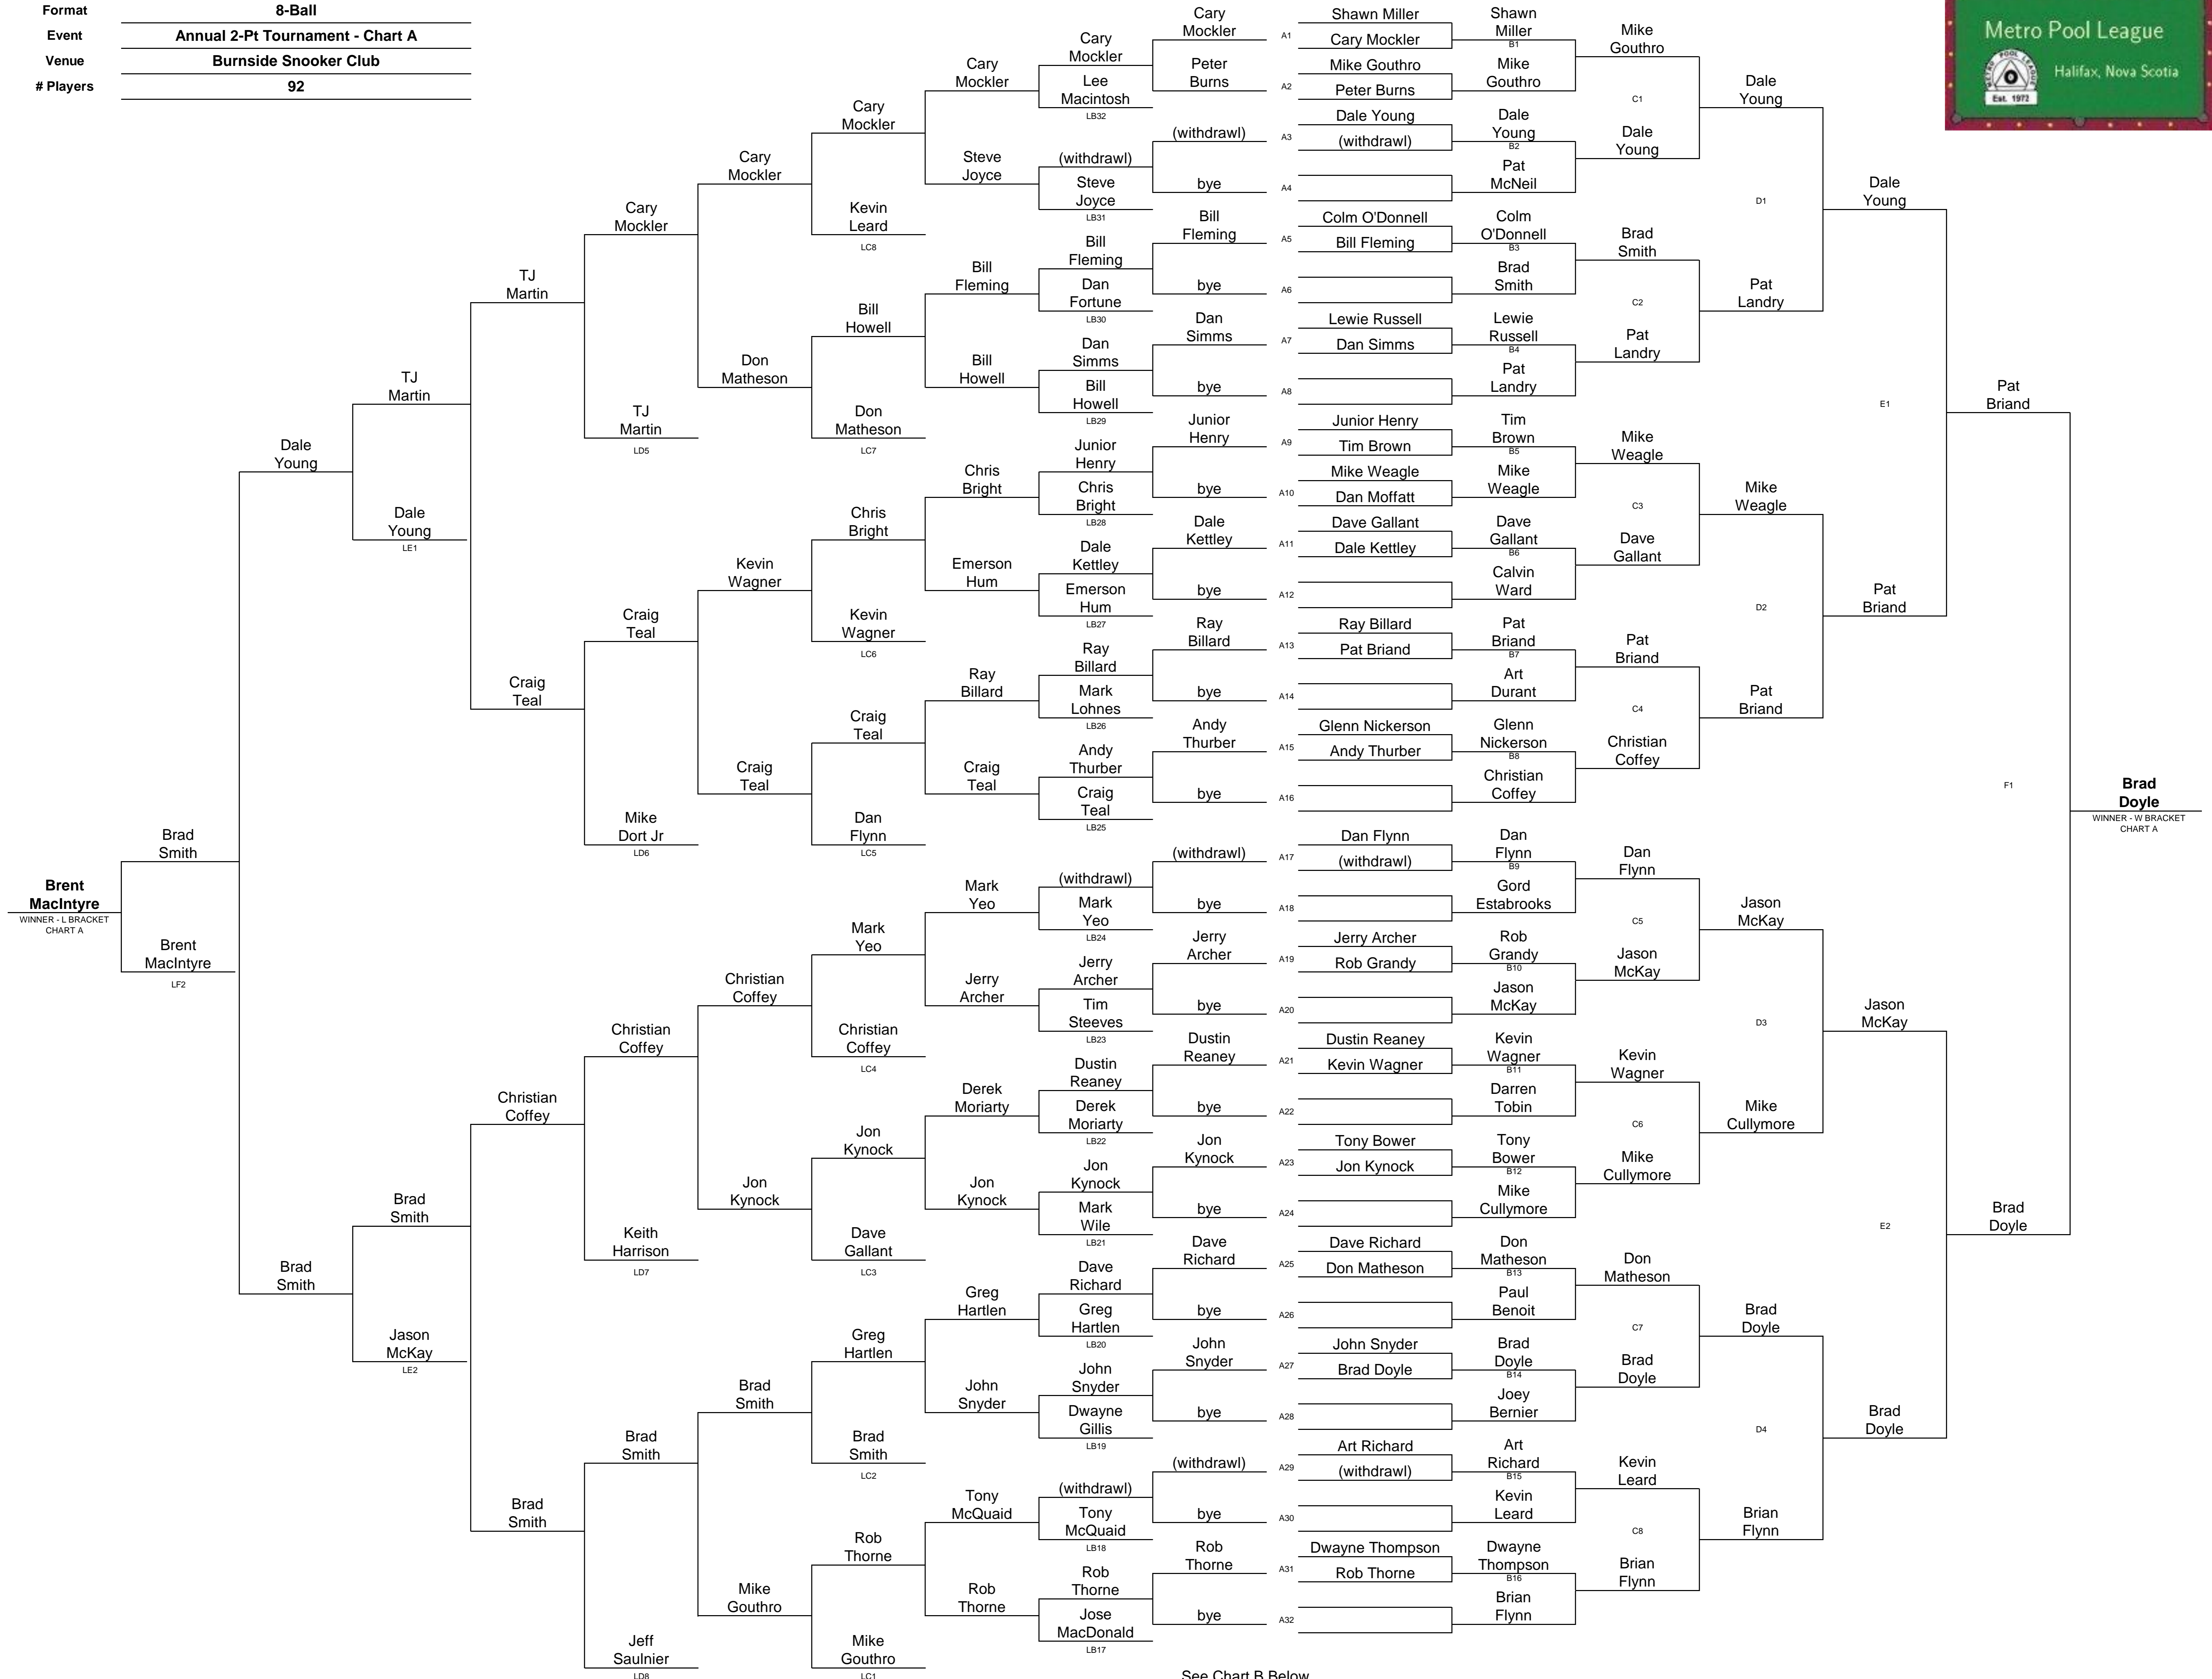 Format
8-Ball
Event
Annual 2-Pt Tournament - Chart A
Venue
Burnside Snooker Club
# Players
92
Metro Pool League
METRO POOL LEAGUE
Est. 1972
Halifax, Nova Scotia
Brent
MacIntyre
WINNER - L BRACKET
CHART A
Brad
Smith
Brent
MacIntyre
LF2
Dale
Young
Brad
Smith
TJ
Martin
Dale
Young
LE1
Brad
Smith
Jason
McKay
LE2
TJ
Martin
Craig
Teal
Christian
Coffey
Brad
Smith
Cary
Mockler
TJ
Martin
LD5
Craig
Teal
Mike
Dort Jr
LD6
Christian
Coffey
Keith
Harrison
LD7
Brad
Smith
Jeff
Saulnier
LD8
Cary
Mockler
Don
Matheson
Kevin
Wagner
Craig
Teal
Christian
Coffey
Jon
Kynock
Brad
Smith
Mike
Gouthro
Cary
Mockler
Kevin
Leard
LC8
Bill
Howell
Don
Matheson
LC7
Chris
Bright
Kevin
Wagner
LC6
Craig
Teal
Dan
Flynn
LC5
Mark
Yeo
Christian
Coffey
LC4
Jon
Kynock
Dave
Gallant
LC3
Greg
Hartlen
Brad
Smith
LC2
Rob
Thorne
Mike
Gouthro
LC1
Cary
Mockler
Steve
Joyce
Bill
Fleming
Bill
Howell
Chris
Bright
Emerson
Hum
Ray
Billard
Craig
Teal
Mark
Yeo
Jerry
Archer
Derek
Moriarty
Jon
Kynock
Greg
Hartlen
John
Snyder
Tony
McQuaid
Rob
Thorne
Cary
Mockler
Lee
Macintosh
LB32
(withdrawl)
Steve
Joyce
LB31
Bill
Fleming
Dan
Fortune
LB30
Dan
Simms
Bill
Howell
LB29
Junior
Henry
Chris
Bright
LB28
Dale
Kettley
Emerson
Hum
LB27
Ray
Billard
Mark
Lohnes
LB26
Andy
Thurber
Craig
Teal
LB25
(withdrawl)
Mark
Yeo
LB24
Jerry
Archer
Tim
Steeves
LB23
Dustin
Reaney
Derek
Moriarty
LB22
Jon
Kynock
Mark
Wile
LB21
Dave
Richard
Greg
Hartlen
LB20
John
Snyder
Dwayne
Gillis
LB19
(withdrawl)
Tony
McQuaid
LB18
Rob
Thorne
Jose
MacDonald
LB17
Cary
Mockler
Peter
Burns
(withdrawl)
bye
Bill
Fleming
bye
Dan
Simms
bye
Junior
Henry
bye
Dale
Kettley
bye
Ray
Billard
bye
Andy
Thurber
bye
(withdrawl)
bye
Jerry
Archer
bye
Dustin
Reaney
bye
Jon
Kynock
bye
Dave
Richard
bye
John
Snyder
bye
(withdrawl)
bye
Rob
Thorne
bye
A1
A2
A3
A4
A5
A6
A7
A8
A9
A10
A11
A12
A13
A14
A15
A16
A17
A18
A19
A20
A21
A22
A23
A24
A25
A26
A27
A28
A29
A30
A31
A32
Shawn Miller
Cary Mockler
Mike Gouthro
Peter Burns
Dale Young
(withdrawl)
Colm O'Donnell
Bill Fleming
Lewie Russell
Dan Simms
Junior Henry
Tim Brown
Mike Weagle
Dan Moffatt
Dave Gallant
Dale Kettley
Ray Billard
Pat Briand
Glenn Nickerson
Andy Thurber
Dan Flynn
(withdrawl)
Jerry Archer
Rob Grandy
Dustin Reaney
Kevin Wagner
Tony Bower
Jon Kynock
Dave Richard
Don Matheson
John Snyder
Brad Doyle
Art Richard
(withdrawl)
Dwayne Thompson
Rob Thorne
Shawn
Miller
B1
Mike
Gouthro
Dale
Young
B2
Pat
McNeil
Colm
O'Donnell
B3
Brad
Smith
Lewie
Russell
B4
Pat
Landry
Tim
Brown
B5
Mike
Weagle
Dave
Gallant
B6
Calvin
Ward
Pat
Briand
B7
Art
Durant
Glenn
Nickerson
B8
Christian
Coffey
Dan
Flynn
B9
Gord
Estabrooks
Rob
Grandy
B10
Jason
McKay
Kevin
Wagner
B11
Darren
Tobin
Tony
Bower
B12
Mike
Cullymore
Don
Matheson
B13
Paul
Benoit
Brad
Doyle
B14
Joey
Bernier
Art
Richard
B15
Kevin
Leard
Dwayne
Thompson
B16
Brian
Flynn
Mike
Gouthro
C1
Dale
Young
Brad
Smith
C2
Pat
Landry
Mike
Weagle
C3
Dave
Gallant
Pat
Briand
C4
Christian
Coffey
Dan
Flynn
C5
Jason
McKay
Kevin
Wagner
C6
Mike
Cullymore
Don
Matheson
C7
Brad
Doyle
Kevin
Leard
C8
Brian
Flynn
Dale
Young
D1
Pat
Landry
Mike
Weagle
D2
Pat
Briand
Jason
McKay
D3
Mike
Cullymore
Brad
Doyle
D4
Brian
Flynn
Dale
Young
E1
Pat
Briand
Jason
McKay
E2
Brad
Doyle
Pat
Briand
F1
Brad
Doyle
Brad
Doyle
WINNER - W BRACKET
CHART A
See Chart B Below